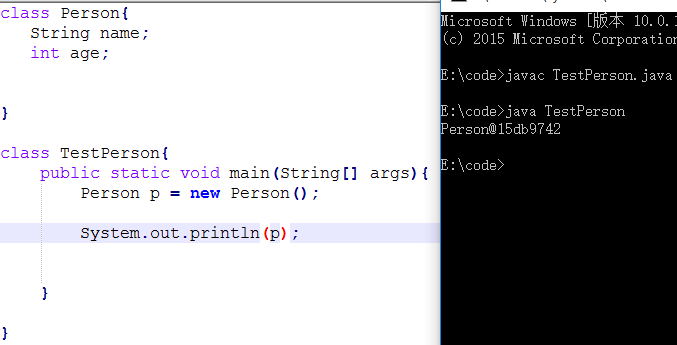 class Person{
String name;
int age;
}
class TestPerson{
public static void main(String[] args){
Person p = new Person();
System.out.println(p);
}
}
Microsoft Windows [版本 10.0.1
(c) 2015 Microsoft Corporation
E:\code>javac TestPerson.java
E:\code>java TestPerson
Person@15db9742
E:\code>